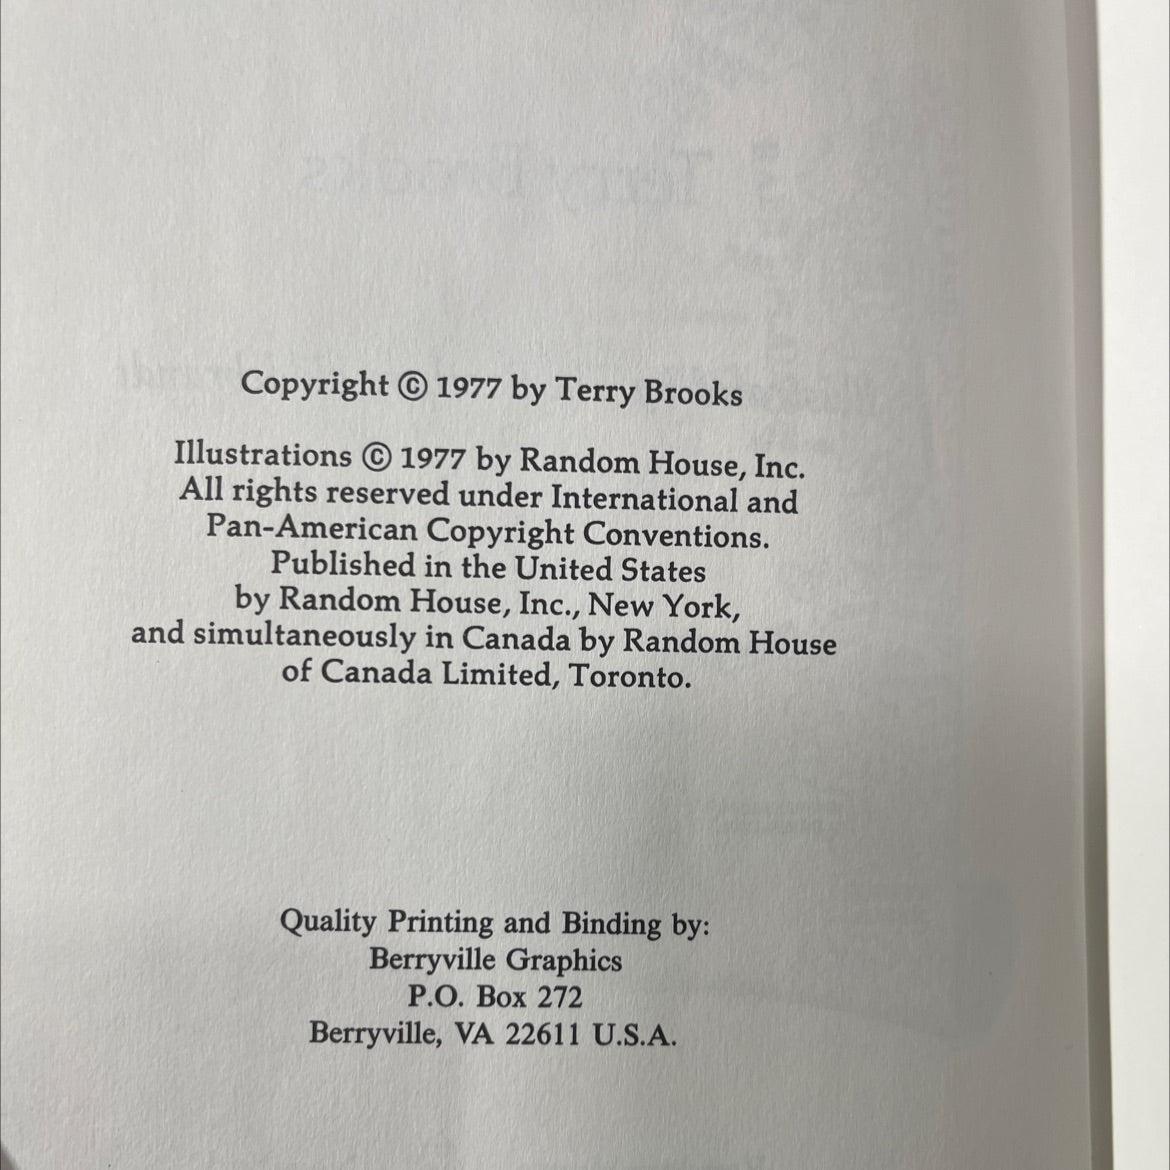 Copyright © 1977 by Terry Brooks
Illustrations © 1977 by Random House, Inc.
All rights reserved under International and
Pan-American Copyright Conventions.
Published in the United States
by Random House, Inc., New York,
and simultaneously in Canada by Random House
of Canada Limited, Toronto.
Quality Printing and Binding by:
Berryville Graphics
P.O. Box 272
Berryville, VA 22611 U.S.A.